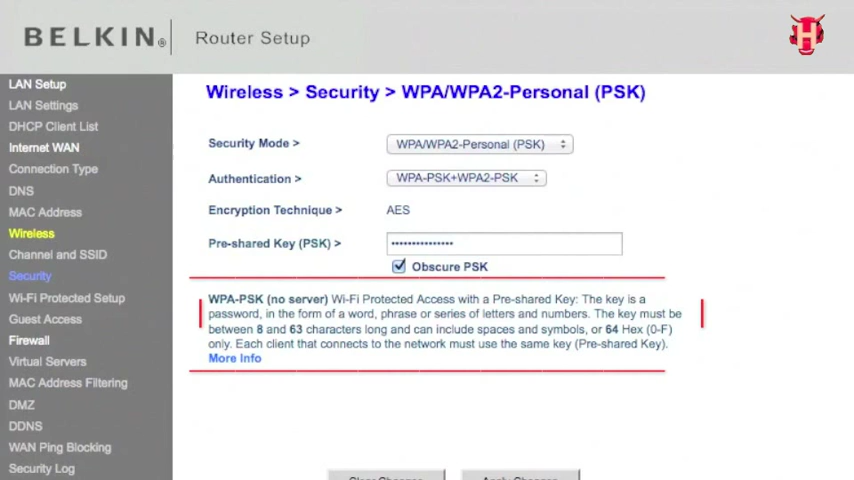 BELKIN® Router Setup
H
LAN Setup
LAN Settings
DHCP Client List
Internet WAN
Connection Type
DNS
MAC Address
Wireless
Channel and SSID
Security
Wi-Fi Protected Setup
Guest Access
Firewall
Virtual Servers
MAC Address Filtering
DMZ
DDNS
WAN Ping Blocking
Security Log
Wireless > Security > WPA/WPA2-Personal (PSK)
Security Mode > WPA/WPA2-Personal (PSK)
Authentication > WPA-PSK+WPA2-PSK
Encryption Technique > AES
Pre-shared Key (PSK) > •••••••••••••••
Obscure PSK
WPA-PSK (no server) Wi-Fi Protected Access with a Pre-shared Key: The key is a
password, in the form of a word, phrase or series of letters and numbers. The key must be
between 8 and 63 characters long and can include spaces and symbols, or 64 Hex (0-F)
only. Each client that connects to the network must use the same key (Pre-shared Key).
More Info
Clear Changes Apply Changes